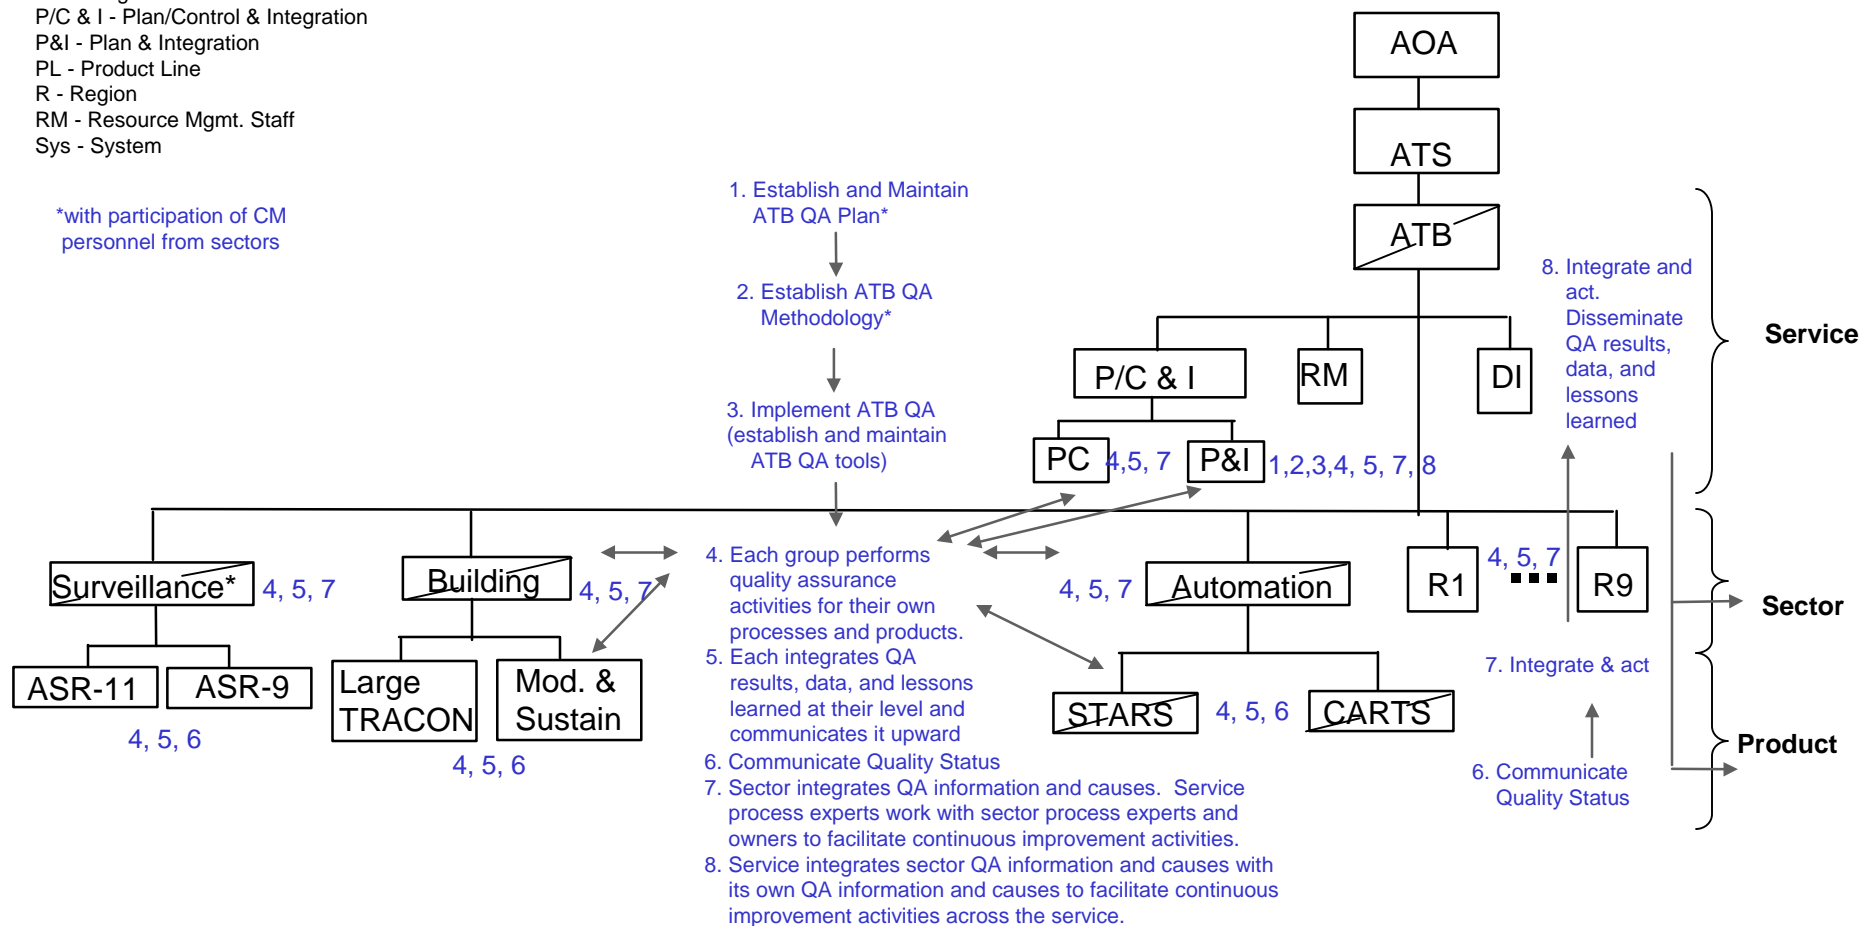 P/C & I - Plan/Control & Integration
P&I - Plan & Integration
PL - Product Line
R - Region
RM - Resource Mgmt. Staff
Sys - System
*with participation of CM
personnel from sectors
1. Establish and Maintain
ATB QA Plan*
2. Establish ATB QA
Methodology*
3. Implement ATB QA
(establish and maintain
ATB QA tools)
AOA
ATS
ATB
P/C & I
RM
DI
PC
4,5, 7
P&I
1,2,3,4, 5, 7, 8
8. Integrate and
act.
Disseminate
QA results,
data, and
lessons
learned
Service
Surveillance*
4, 5, 7
Building
4, 5, 7
4. Each group performs
quality assurance
activities for their own
processes and products.
5. Each integrates QA
results, data, and lessons
learned at their level and
communicates it upward
6. Communicate Quality Status
7. Sector integrates QA information and causes. Service
process experts work with sector process experts and
owners to facilitate continuous improvement activities.
8. Service integrates sector QA information and causes with
its own QA information and causes to facilitate continuous
improvement activities across the service.
4, 5, 7
Automation
R1
4, 5, 7
R9
Sector
ASR-11
ASR-9
4, 5, 6
Large
TRACON
Mod. &
Sustain
4, 5, 6
STARS
4, 5, 6
CARTS
7. Integrate & act
6. Communicate
Quality Status
Product